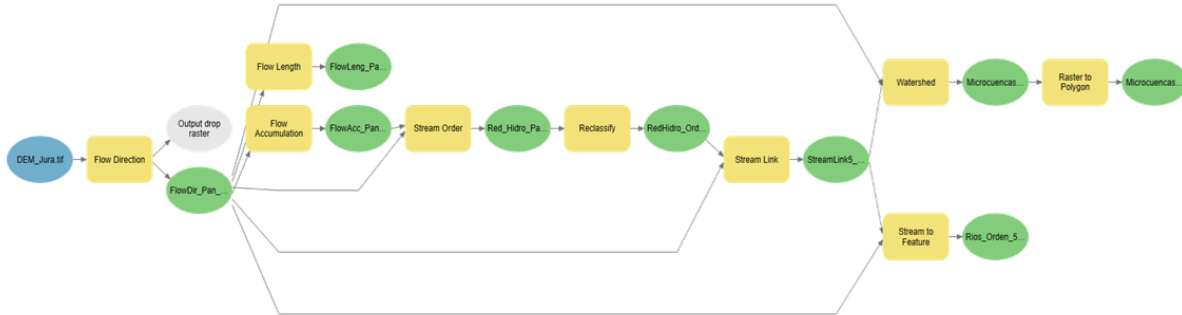 DEM_Jura.tif
Flow Direction
Output drop
raster
FlowDir_Pan_...
Flow Length
FlowLeng_Pa...
Flow
Accumulation
FlowAcc_Pan...
Stream Order
Red_Hidro_Pa...
Reclassify
RedHidro_Ord...
Stream Link
StreamLink5_...
Watershed
Microcuencas...
Raster to
Polygon
Microcuencas...
Stream to
Feature
Rios_Orden_5...